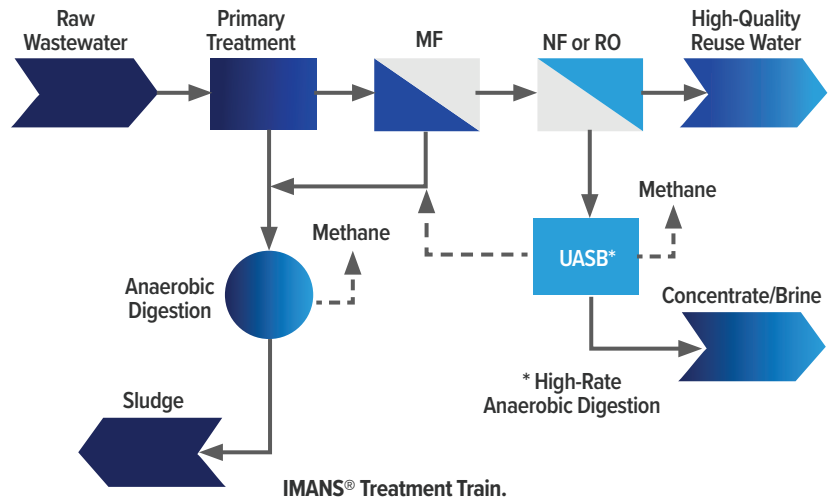 Raw
Wastewater
Primary
Treatment
MF
NF or RO
High-Quality
Reuse Water
Methane
Methane
UASB*
Anaerobic
Digestion
Concentrate/Brine
* High-Rate
Anaerobic Digestion
Sludge
IMANS® Treatment Train.